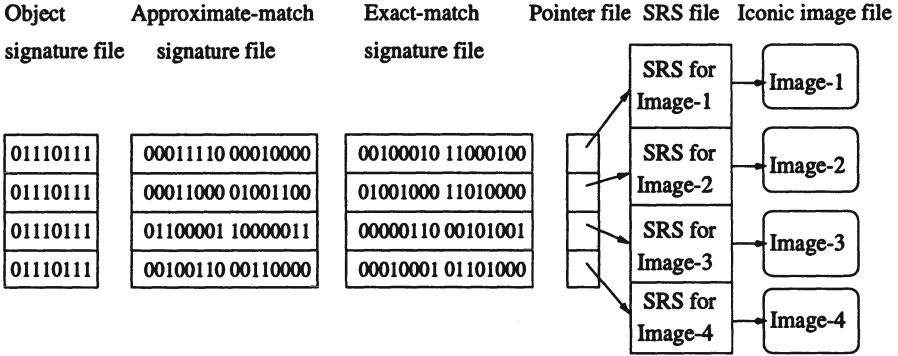 Object Approximate-match Exact-match Pointer file SRS file Iconic image file
signature file signature file signature file
SRS for
Image-1 Image-1
01110111 00011110 00010000 00100010 11000100
SRS for
Image-2 Image-2
01110111 00011000 01001100 01001000 11010000
01110111 01100001 10000011 00000110 00101001
SRS for
Image-3 Image-3
01110111 00100110 00110000 00010001 01101000
SRS for
Image-4 Image-4